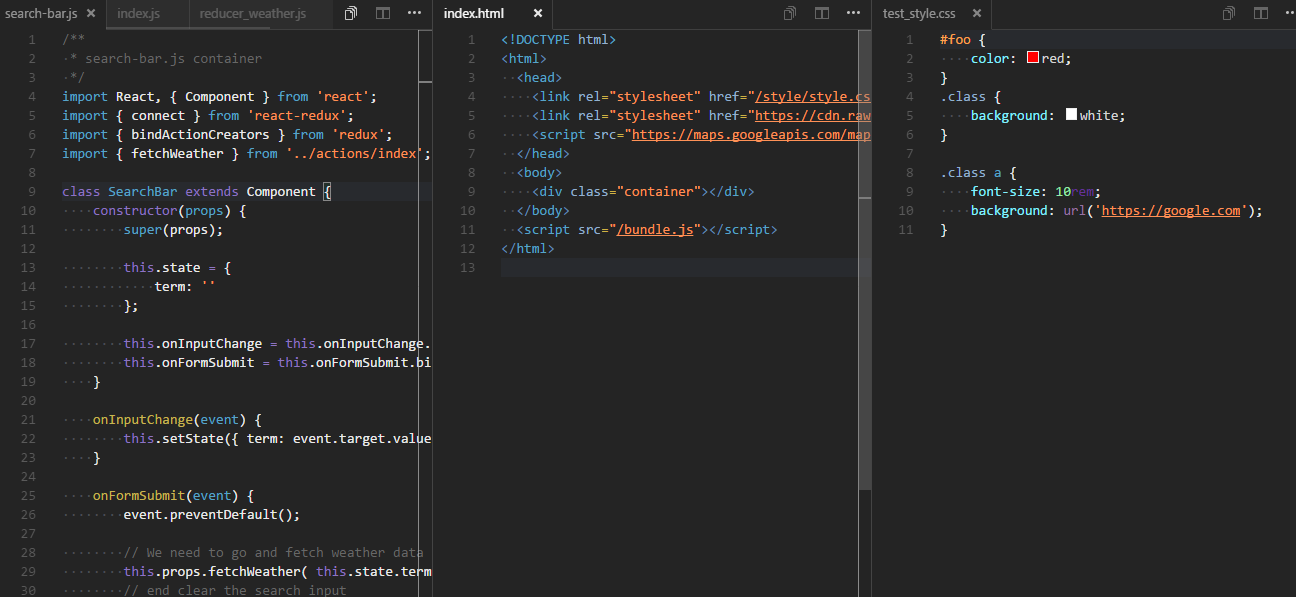 search-bar.js
index.js
reducer_weather.js
1 /**
2  * search-bar.js container
3  */
4 import React, { Component } from 'react';
5 import { connect } from 'react-redux';
6 import { bindActionCreators } from 'redux';
7 import { fetchWeather } from '../actions/index';
8
9 class SearchBar extends Component {
10     constructor(props) {
11         super(props);
12
13         this.state = {
14             term: ''
15         };
16
17         this.onInputChange = this.onInputChange.
18         this.onFormSubmit = this.onFormSubmit.bi
19     }
20
21     onInputChange(event) {
22         this.setState({ term: event.target.value
23     }
24
25     onFormSubmit(event) {
26         event.preventDefault();
27
28         // We need to go and fetch weather data
29         this.props.fetchWeather( this.state.term
30         // end clear the search input
index.html
1 <!DOCTYPE html>
2 <html>
3   <head>
4     <link rel="stylesheet" href="/style/style.cs
5     <link rel="stylesheet" href="https://cdn.raw
6     <script src="https://maps.googleapis.com/map
7   </head>
8   <body>
9     <div class="container"></div>
10   </body>
11   <script src="/bundle.js"></script>
12 </html>
13
test_style.css
1 #foo {
2     color: red;
3 }
4 .class {
5     background: white;
6 }
7
8 .class a {
9     font-size: 10rem;
10     background: url('https://google.com');
11 }